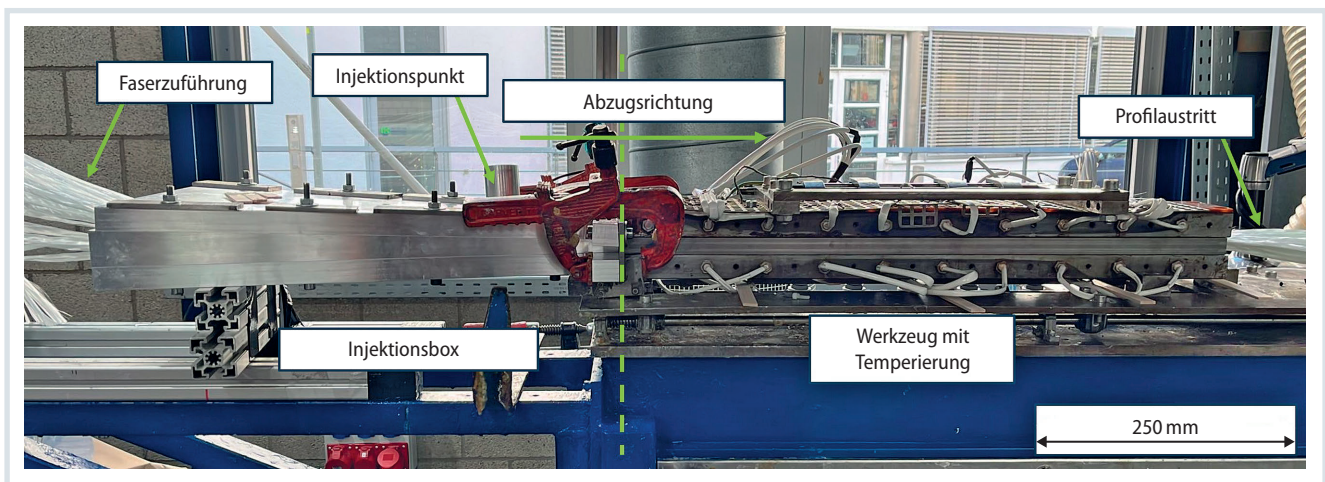 Faserzuführung
Injektionspunkt
Abzugsrichtung
Profilaustritt
Injektionsbox
Werkzeug mit
Temperierung
250 mm